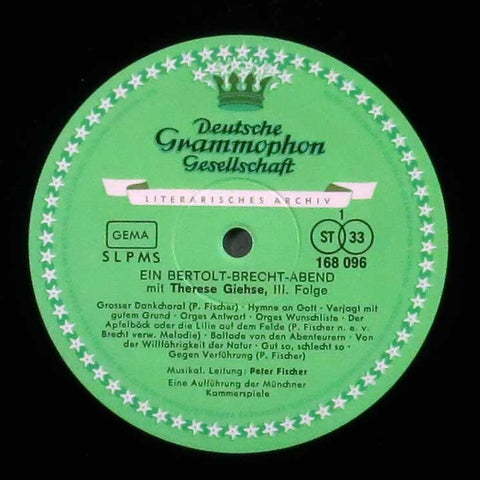 Deutsche
Grammophon
Gesellschaft
LITERARISCHES ARCHIV
GEMA
SLPMS
1
ST 33
168 096
EIN BERTOLT-BRECHT-ABEND
mit Therese Giehse, III. Folge
Grosser Dankchoral (P. Fischer) · Hymne an Gott · Verjagt mit
gutem Grund · Orges Antwort · Orges Wunschliste · Der
Apfelböck oder die Lilie auf dem Felde (P. Fischer n. e. v.
Brecht verw. Melodie) · Ballade von den Abenteurern · Von
der Willfährigkeit der Natur · Gut so, schlecht so ·
Gegen Verführung (P. Fischer)
Musikal. Leitung: Peter Fischer
Eine Aufführung der Münchner
Kammerspiele